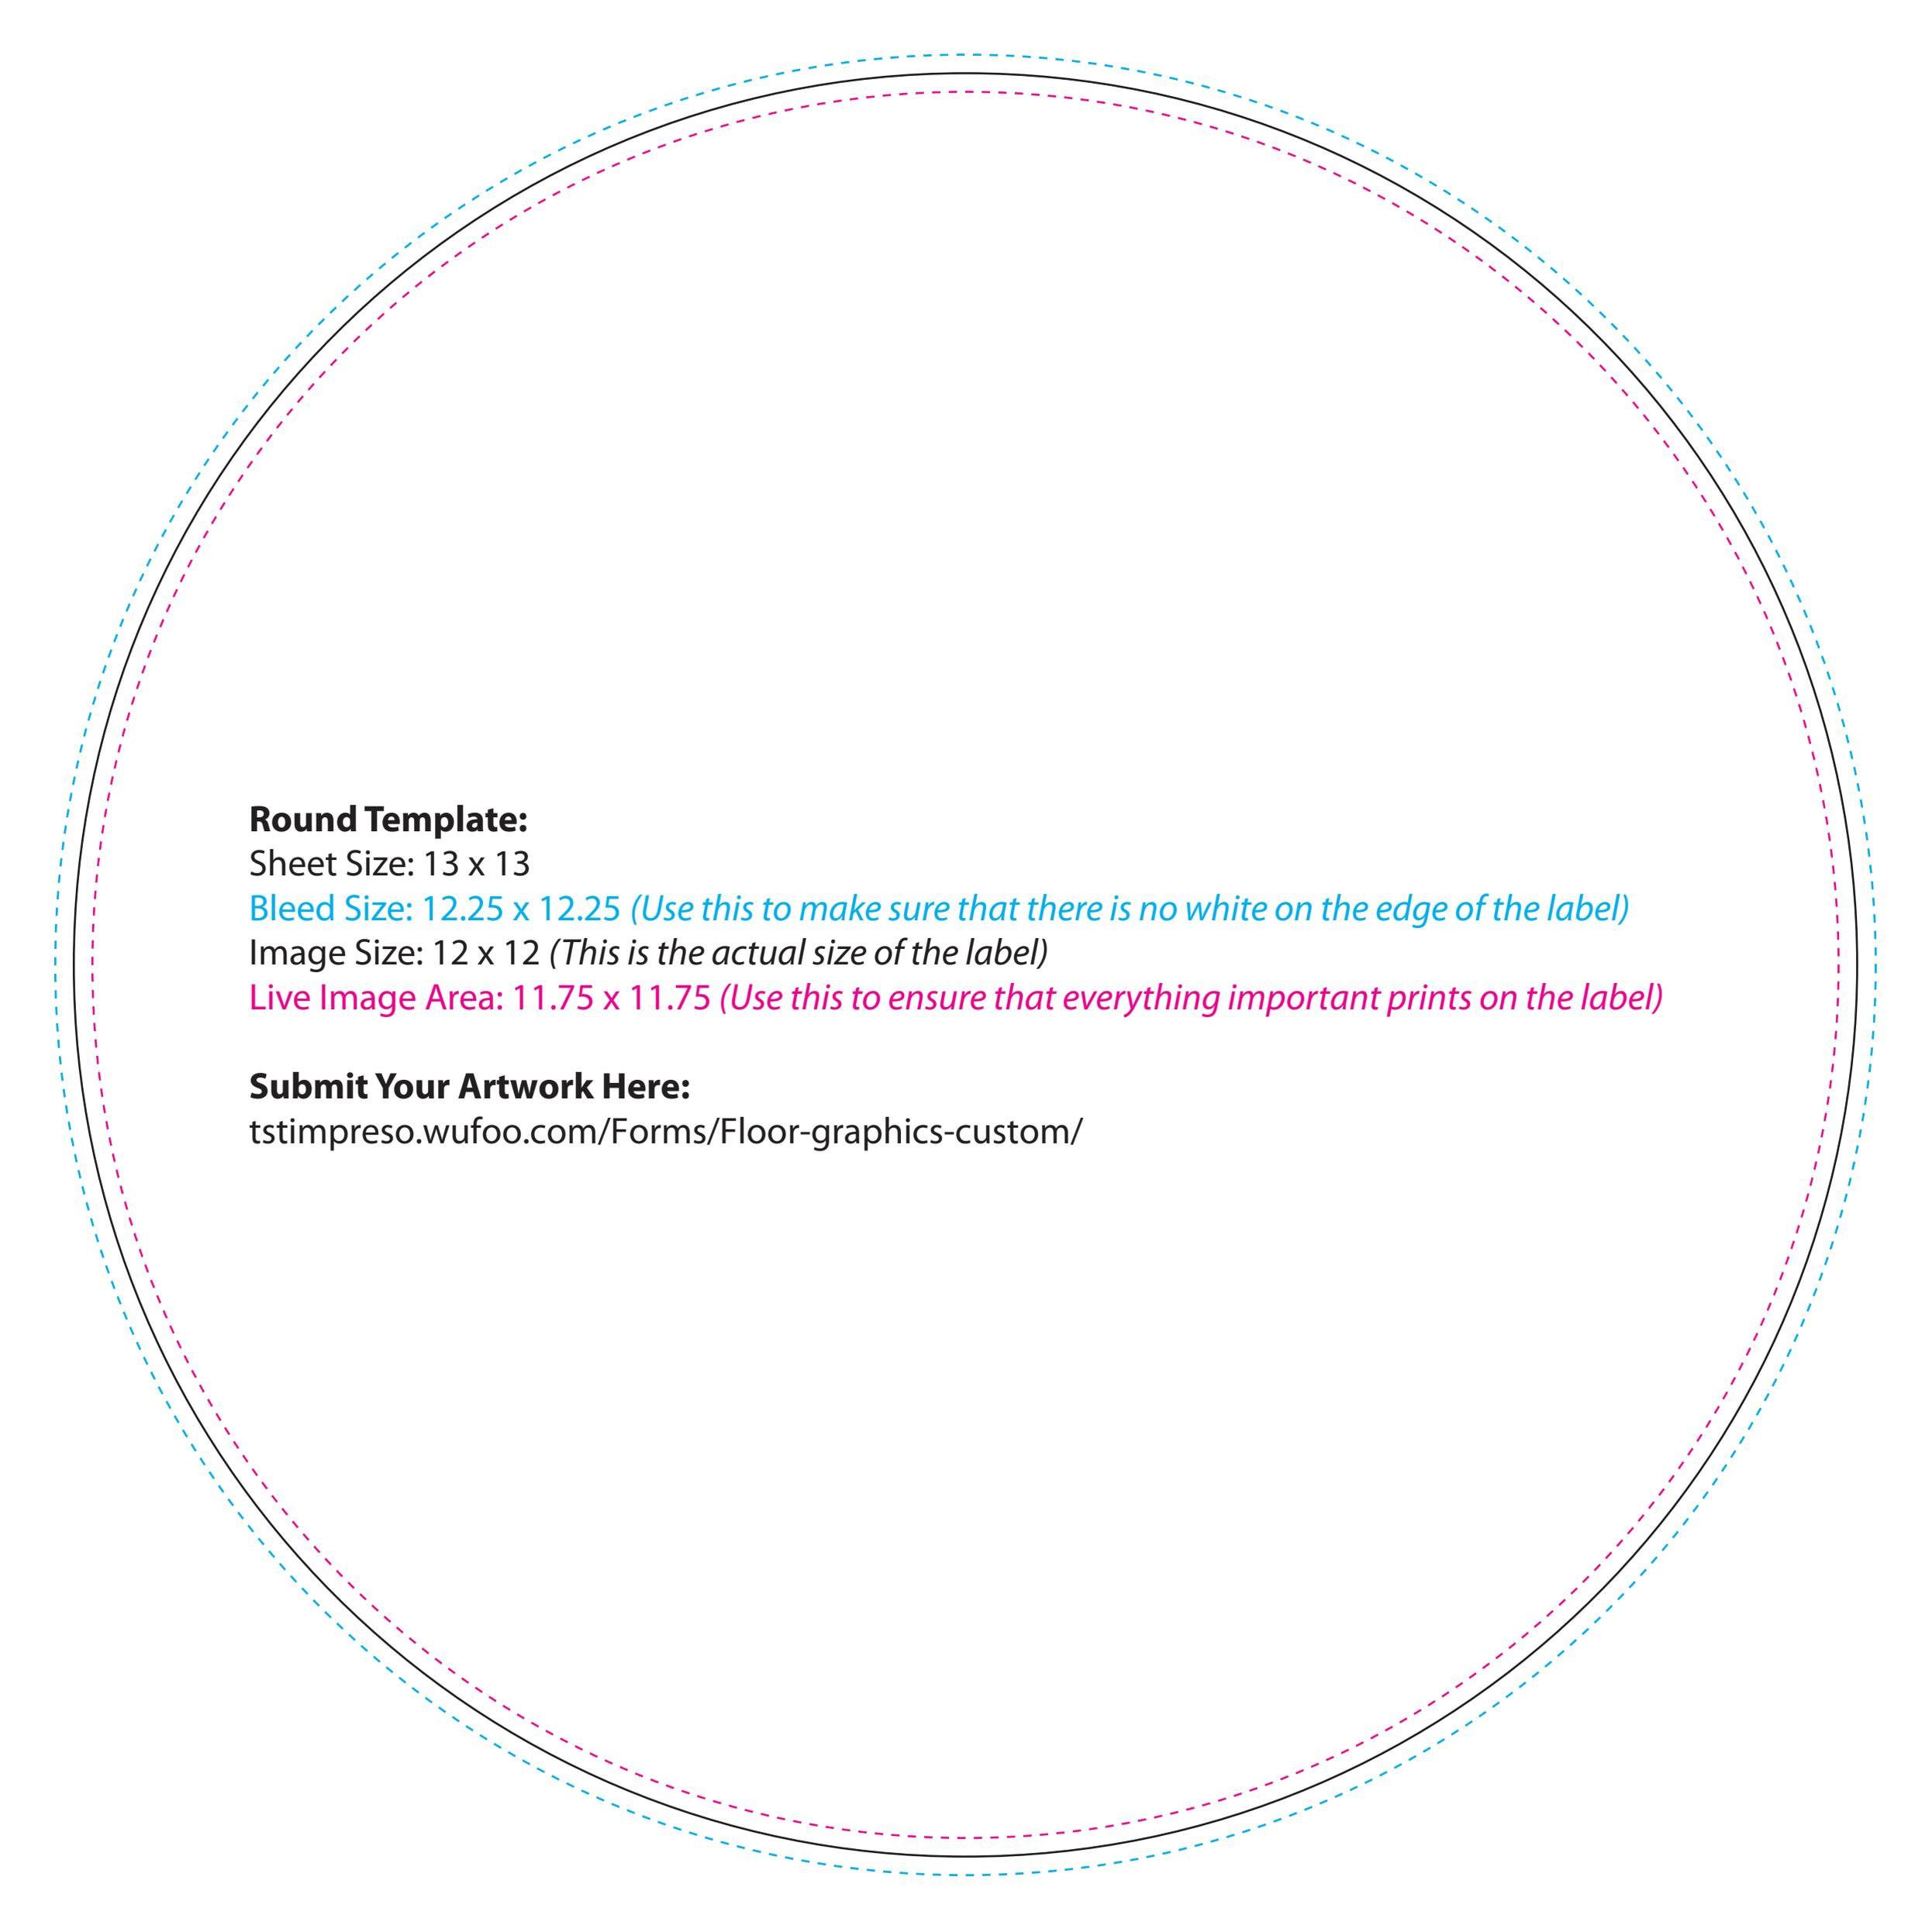 Round Template:
Sheet Size: 13 x 13
Bleed Size: 12.25 x 12.25 (Use this to make sure that there is no white on the edge of the label)
Image Size: 12 x 12 (This is the actual size of the label)
Live Image Area: 11.75 x 11.75 (Use this to ensure that everything important prints on the label)
Submit Your Artwork Here:
tstimpreso.wufoo.com/Forms/Floor-graphics-custom/